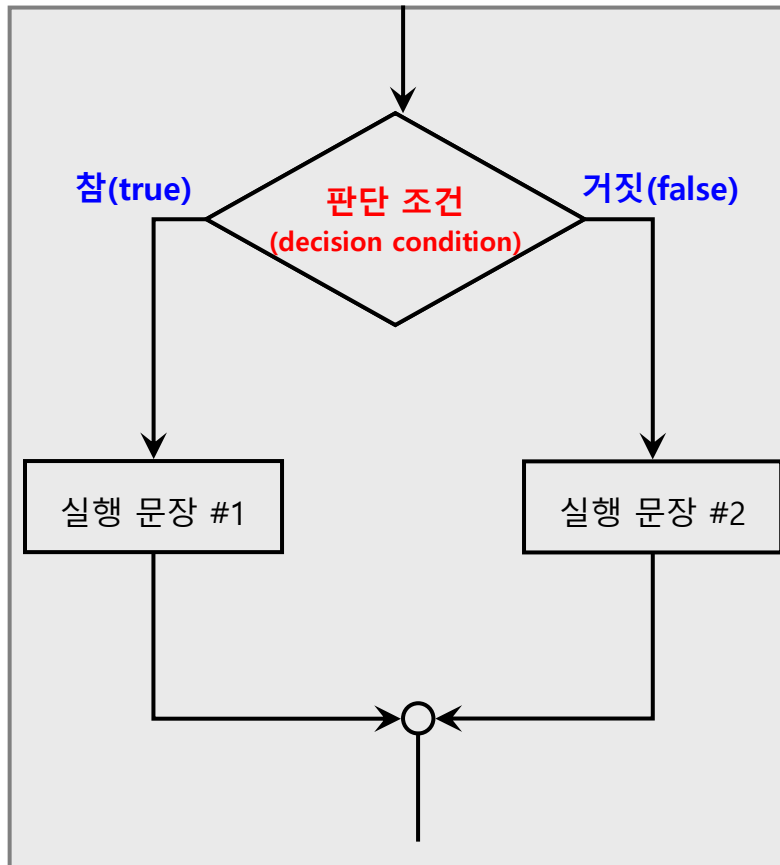 참(true)
판단 조건
(decision condition)
거짓(false)
실행 문장 #1
실행 문장 #2